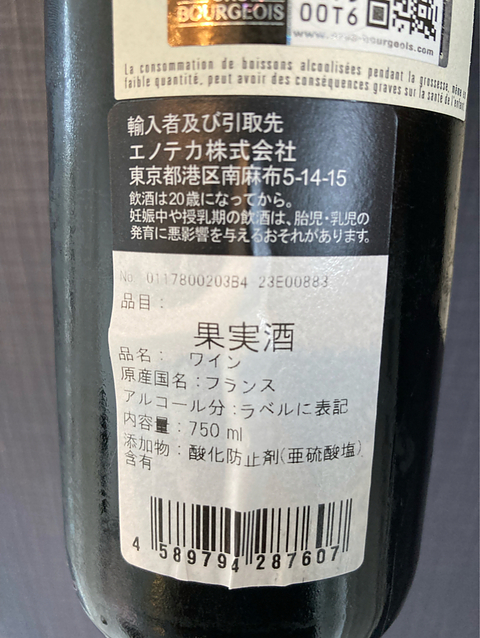 BOURGEOIS
00T6
La consommation de boissons alcoolisées pendant la grossesse, même en
faible quantité, peut avoir des conséquences graves sur la santé de l'enfant
輸入者及び引取先
エノテカ株式会社
東京都港区南麻布5-14-15
飲酒は20歳になってから。
妊娠中や授乳期の飲酒は、胎児・乳児の
発育に悪影響を与えるおそれがあります。
No. 0117800203B4 23E00883
品目：
果実酒
品名： ワイン
原産国名：フランス
アルコール分：ラベルに表記
内容量：750 ml
添加物：酸化防止剤(亜硫酸塩)
含有
4 589794 287607